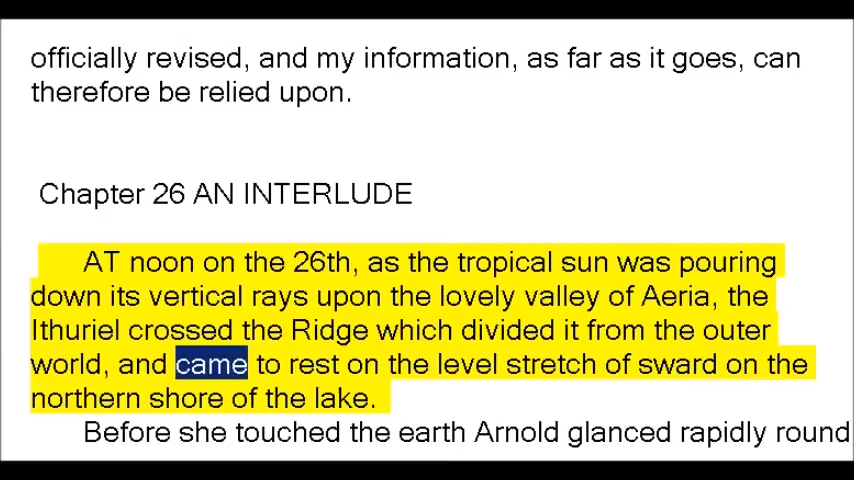 officially revised, and my information, as far as it goes, can
therefore be relied upon.
Chapter 26 AN INTERLUDE
AT noon on the 26th, as the tropical sun was pouring
down its vertical rays upon the lovely valley of Aeria, the
Ithuriel crossed the Ridge which divided it from the outer
world, and came to rest on the level stretch of sward on the
northern shore of the lake.
Before she touched the earth Arnold glanced rapidly round